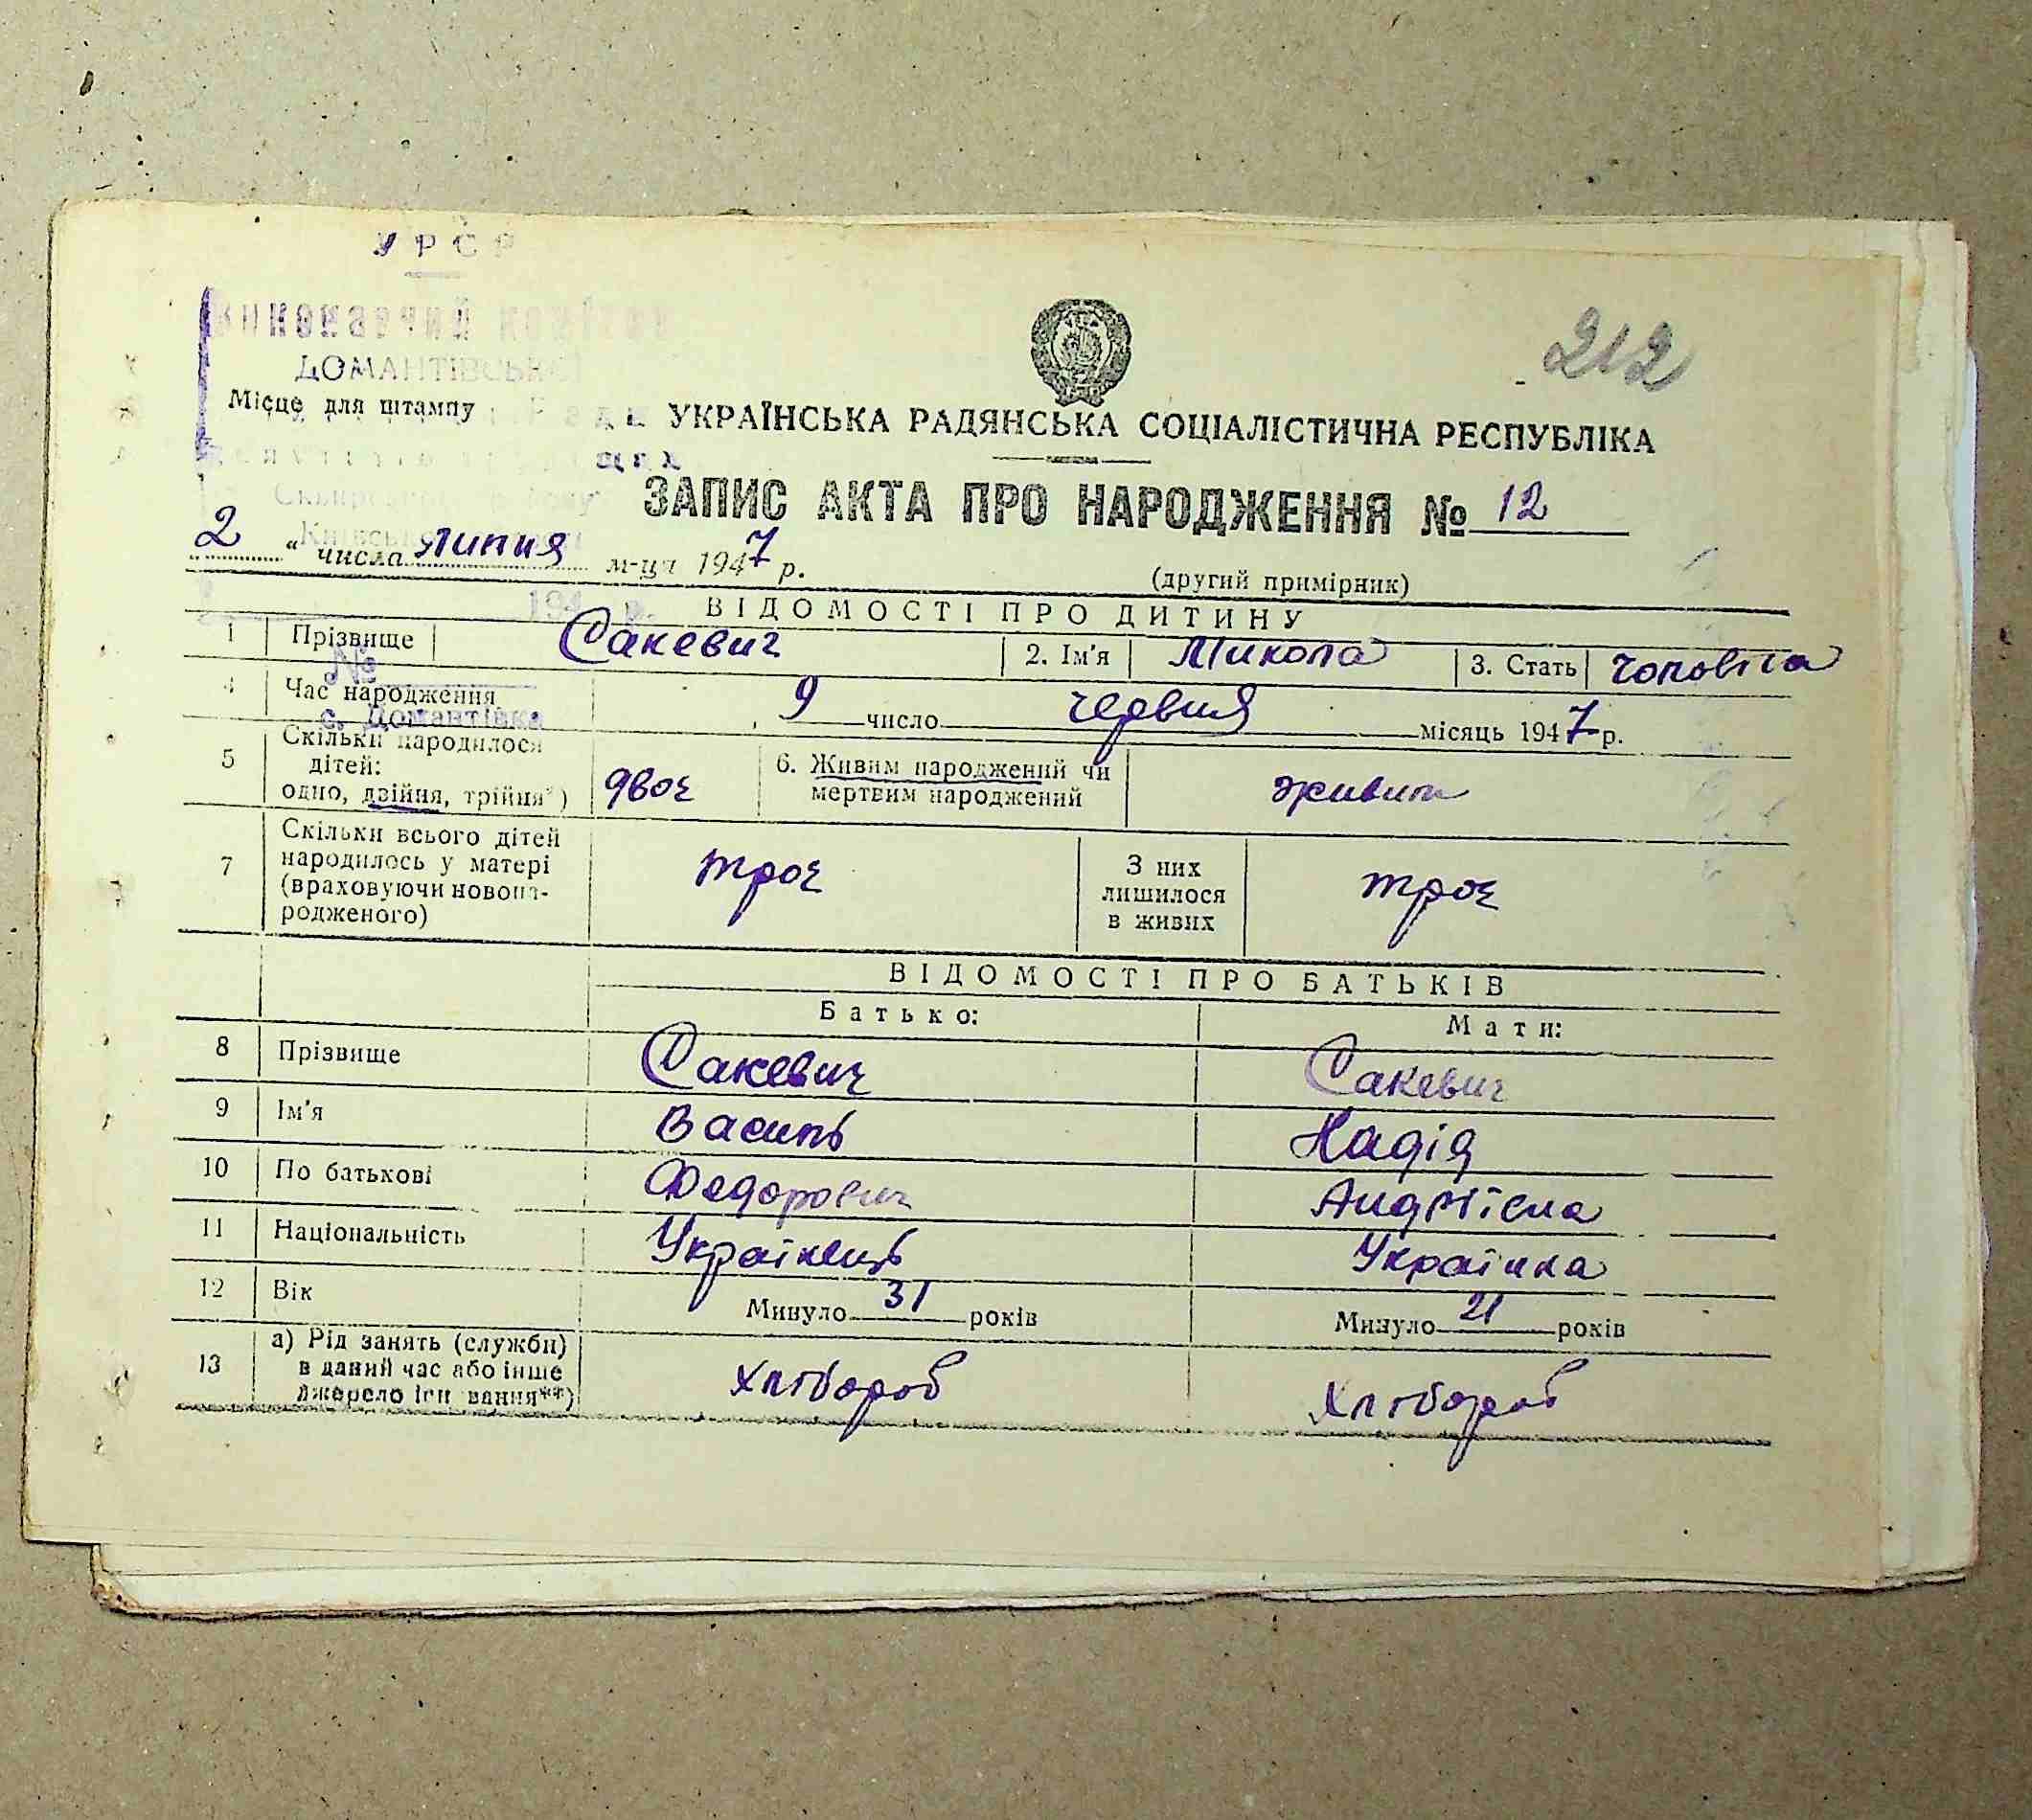 УРСР
Виконавчий комітет
ДОМАНТІВСЬКОЇ
212
Місце для штампу
Ради
УКРАЇНСЬКА РАДЯНСЬКА СОЦІАЛІСТИЧНА РЕСПУБЛІКА
ЗАПИС АКТА ПРО НАРОДЖЕННЯ № 12
2 " числа липня м-ця 1947 р.
(другий примірник)
194 р.
ВІДОМОСТІ ПРО ДИТИНУ
1 Прізвище Сакевич 2. Ім'я Микола 3. Стать
№
4 Час народження 9 число червня місяць 1947 р.
с. Домантівка
5 Скільки народилося
дітей:
одно, двійня, трійня*) двоє 6. Живим народжений чи
мертвим народжений живим
7 Скільки всього дітей
народилось у матері
(враховуючи новона-
родженого) троє З них
лишилося
в живих троє
ВІДОМОСТІ ПРО БАТЬКІВ
Батько: Мати:
8 Прізвище Сакевич Сакевич
9 Ім'я Василь Надія
10 По батькові Федорович
11 Національність Українець Українка
12 Вік Минуло 31 років Минуло 21 років
13 а) Рід занять (служби)
в даний час або інше
джерело існування**) Хлібороб Хлібороб